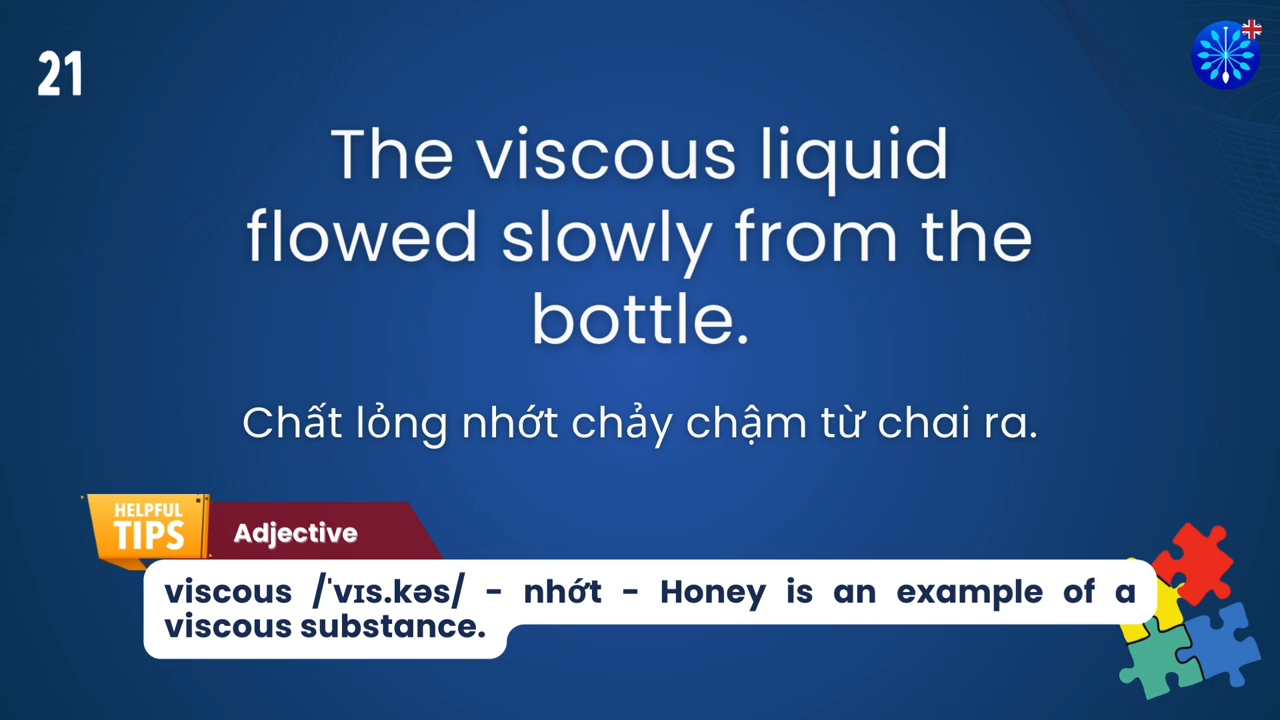 21
The viscous liquid
flowed slowly from the
bottle.
Chất lỏng nhớt chảy chậm từ chai ra.
HELPFUL
TIPS
Adjective
viscous /ˈvɪs.kəs/ - nhớt - Honey is an example of a
viscous substance.